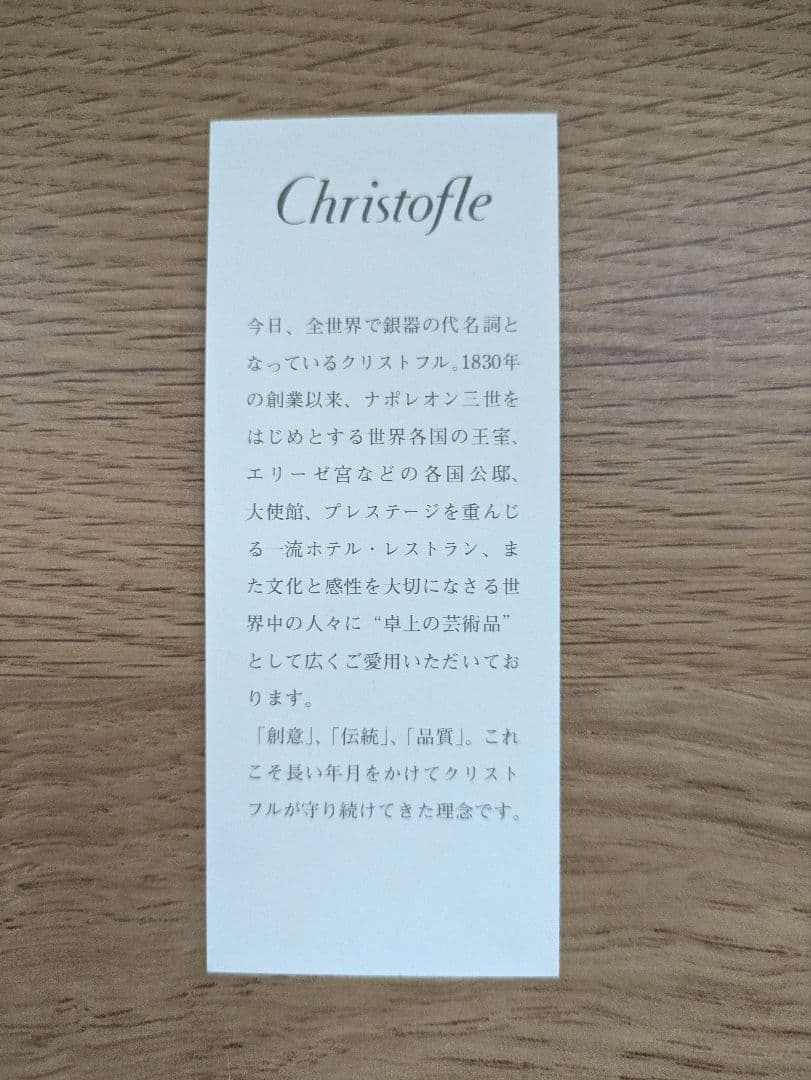 Christofle
今日、全世界で銀器の代名詞と
なっているクリストフル。1830年
の創業以来、ナポレオン三世を
はじめとする世界各国の王室、
エリーゼ宮などの各国公邸、
大使館、プレステージを重んじ
る一流ホテル・レストラン、ま
た文化と感性を大切になさる世
界中の人々に“卓上の芸術品”
として広くご愛用いただいてお
ります。
「創意」、「伝統」、「品質」。これ
こそ長い年月をかけてクリスト
フルが守り続けてきた理念です。